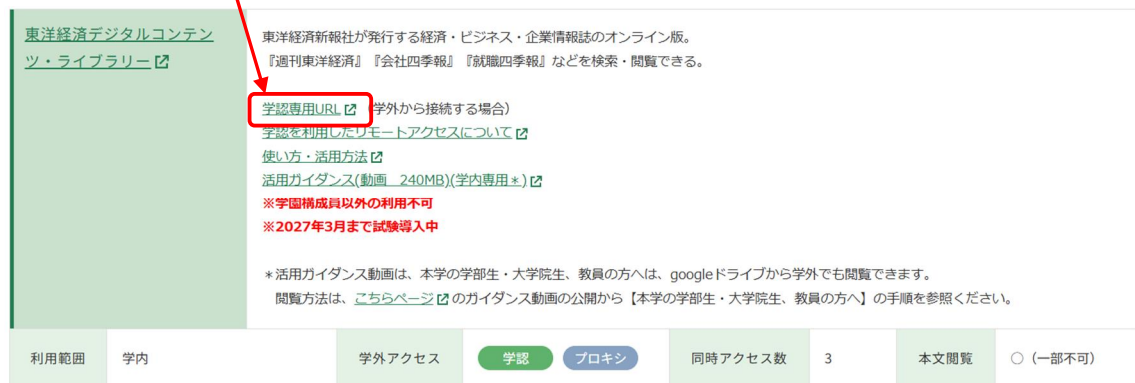 東洋経済デジタルコンテン
ツ・ライブラリー
東洋経済新報社が発行する経済・ビジネス・企業情報誌のオンライン版。
『週刊東洋経済』『会社四季報』『就職四季報』などを検索・閲覧できる。
学認専用URL (学外から接続する場合)
学認を利用したリモートアクセスについて
使い方・活用方法
活用ガイダンス(動画 240MB)(学内専用*)
※学園構成員以外の利用不可
※2027年3月まで試験導入中
*活用ガイダンス動画は、本学の学部生・大学院生、教員の方へは、googleドライブから学外でも閲覧できます。
閲覧方法は、こちらページ のガイダンス動画の公開から【本学の学部生・大学院生、教員の方へ】の手順を参照ください。
利用範囲 学内 学外アクセス 学認 プロキシ 同時アクセス数 3 本文閲覧 ○(一部不可)